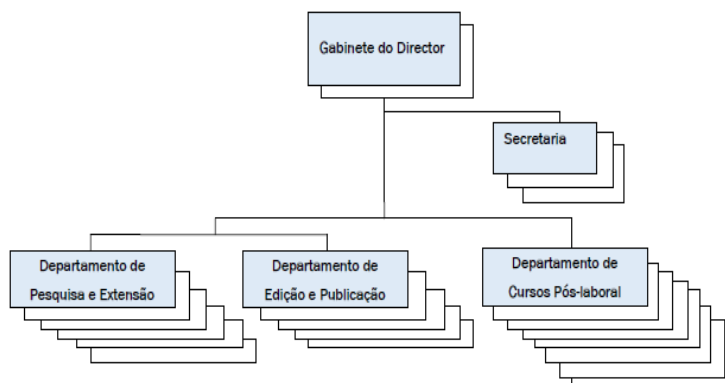 Gabinete do Director
Secretaria
Departamento de
Pesquisa e Extensão
Departamento de
Edição e Publicação
Departamento de
Cursos Pós-laboral